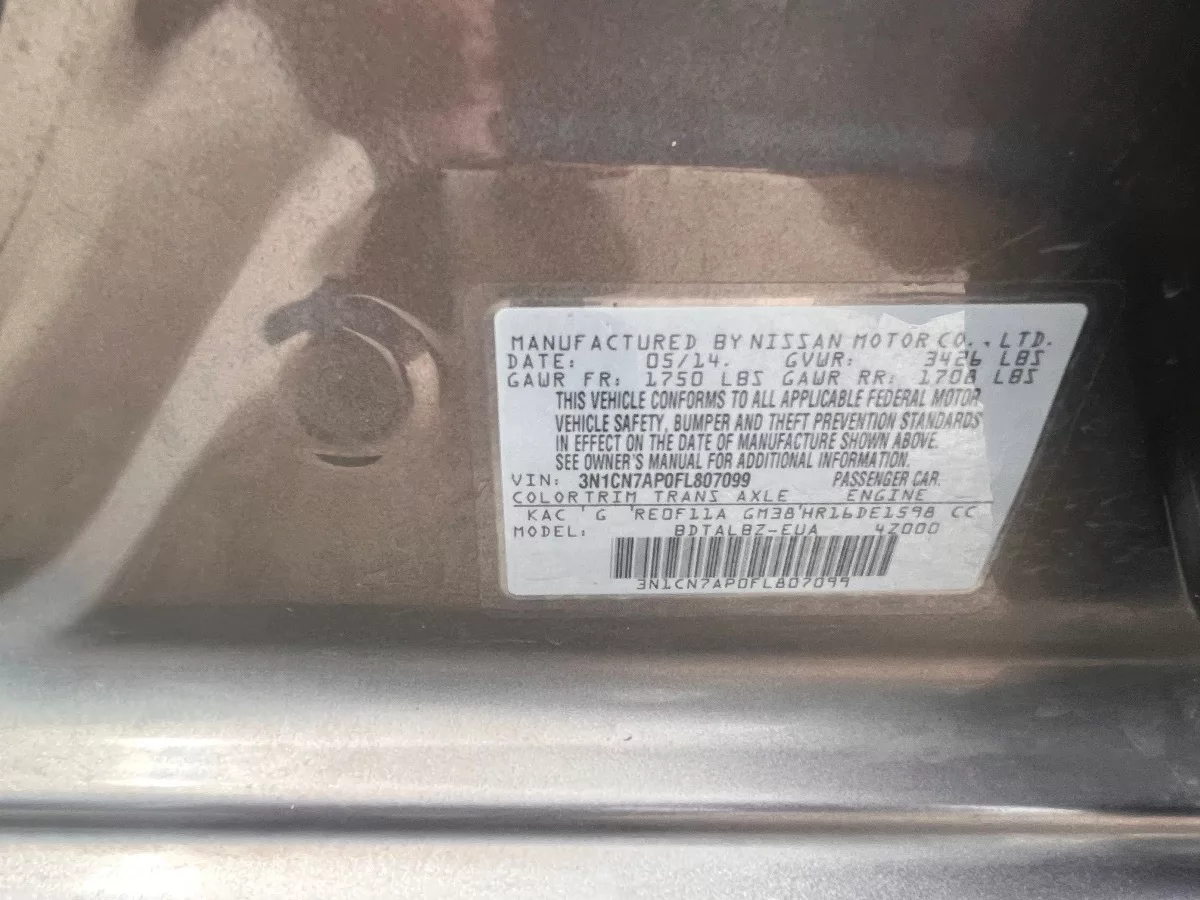 MANUFACTURED BY NISSAN MOTOR CO., LTD.
DATE: 05/14. GVWR: 3426 LBS
GAWR FR: 1750 LBS GAWR RR: 1708 LBS
THIS VEHICLE CONFORMS TO ALL APPLICABLE FEDERAL MOTOR
VEHICLE SAFETY, BUMPER AND THEFT PREVENTION STANDARDS
IN EFFECT ON THE DATE OF MANUFACTURE SHOWN ABOVE.
SEE OWNER'S MANUAL FOR ADDITIONAL INFORMATION.
VIN: 3N1CN7AP0FL807099 PASSENGER CAR.
COLOR TRIM TRANS AXLE ENGINE
KAC G RE0F11A GM38 HR16DE1598 CC
MODEL: BDTALBZ-EUA 4Z000
3N1CN7AP0FL807099